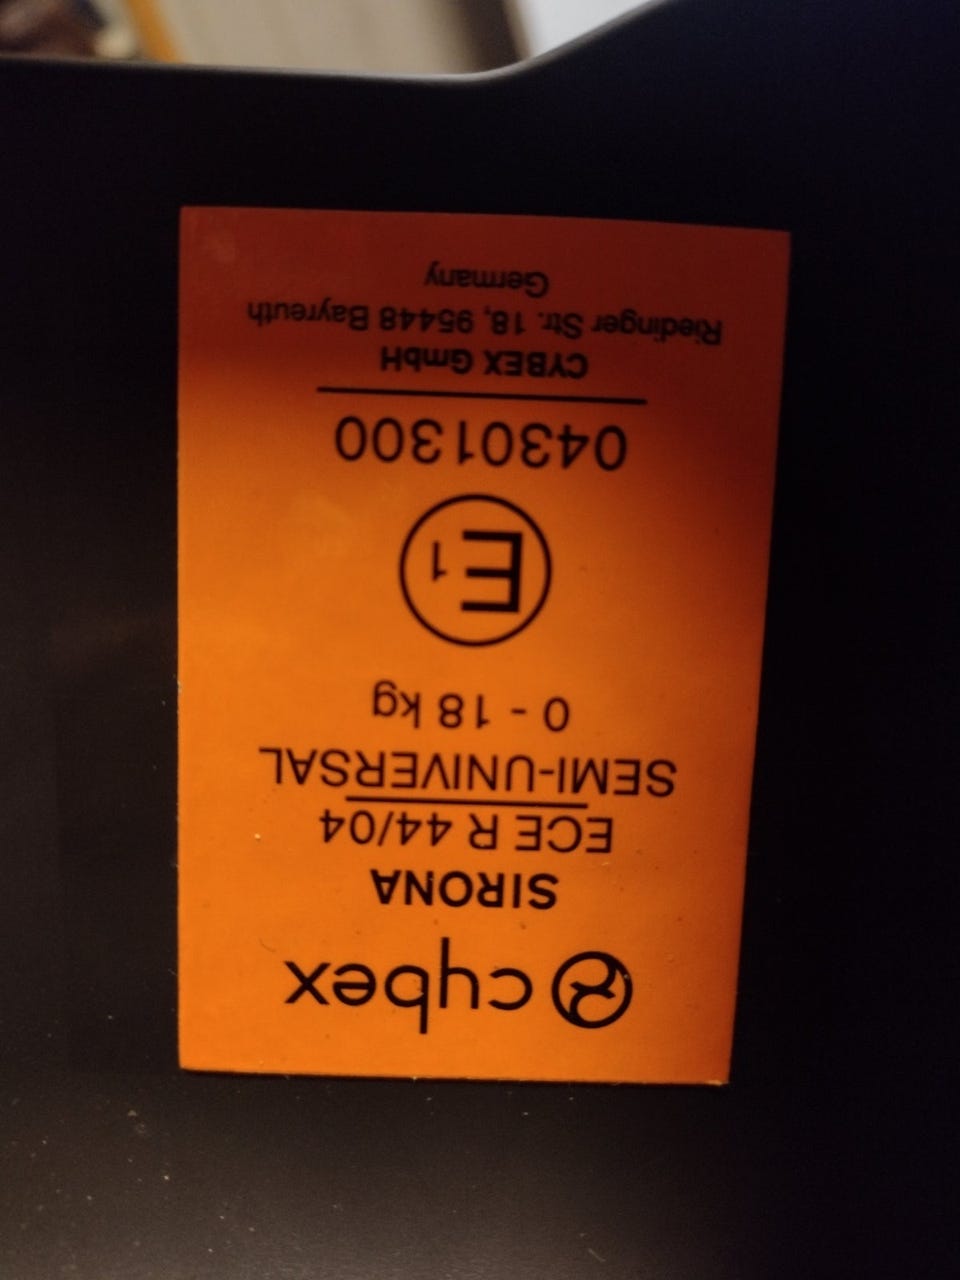 cybex
SIRONA
ECE R 44/04
SEMI-UNIVERSAL
0 - 18 kg
E1
04301300
CYBEX GmbH
Riedinger Str. 18, 95448 Bayreuth
Germany